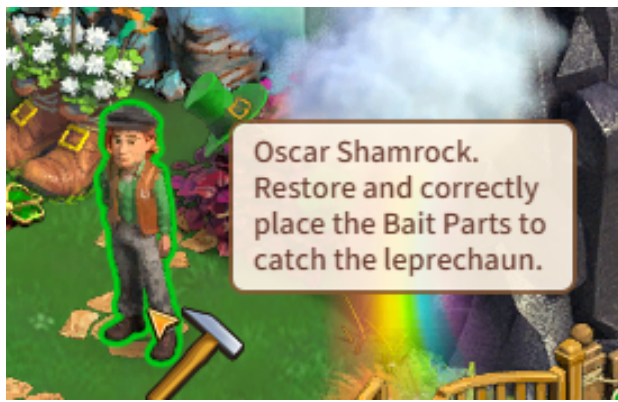 Oscar Shamrock.
Restore and correctly
place the Bait Parts to
catch the leprechaun.